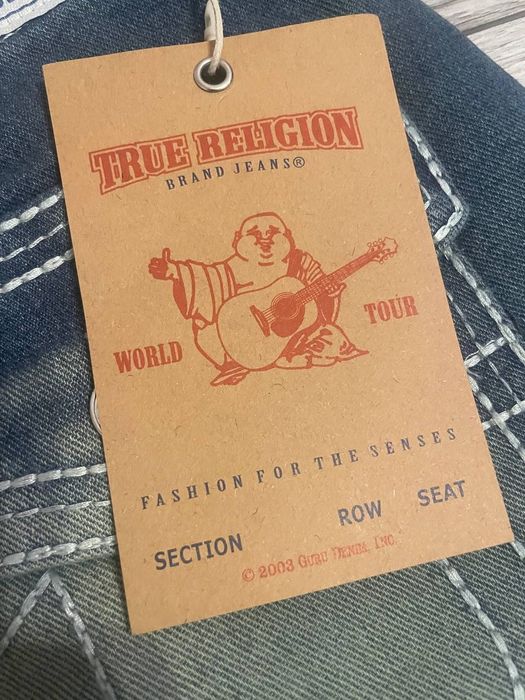 TRUE RELIGION
BRAND JEANS®
WORLD TOUR
FASHION FOR THE SENSES
SECTION ROW SEAT
© 2003 GURU DENIM, INC.